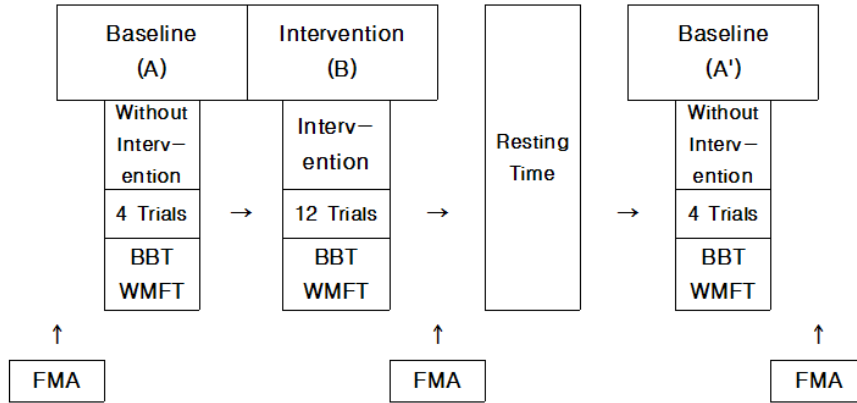 Baseline
(A)
Intervention
(B)
Baseline
(A')
Without
Interv-
ention
4 Trials
BBT
WMFT
→
Interv-
ention
12 Trials
BBT
WMFT
→
Resting
Time
→
Without
Interv-
ention
4 Trials
BBT
WMFT
↑
↑
↑
FMA
FMA
FMA